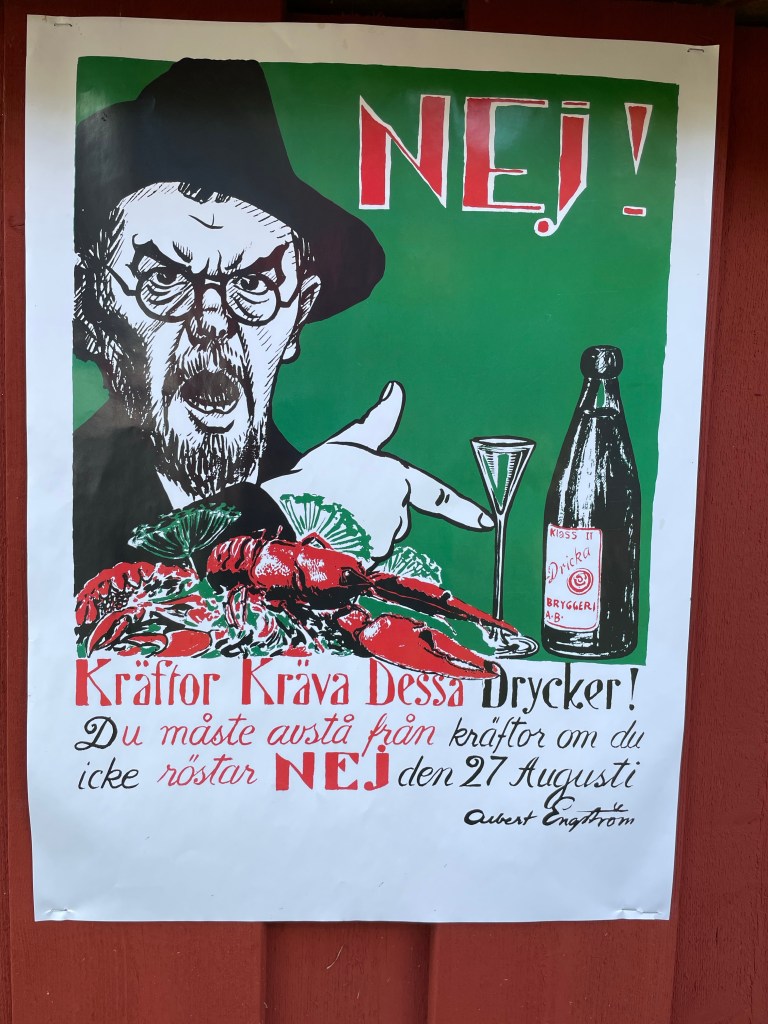 NEJ!
Klass II
Dricka
BRYGGERI
A.B.
Kräftor Kräva Dessa Drycker!
Du måste avstå från kräftor om du
icke röstar NEJ den 27 Augusti
Albert Engström